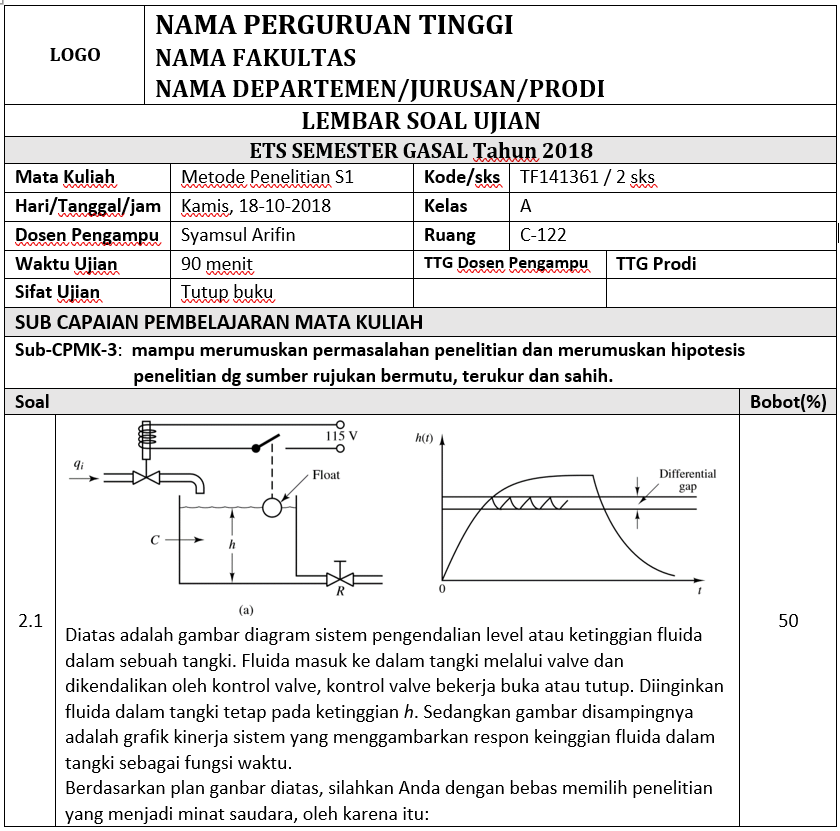 LOGO
NAMA PERGURUAN TINGGI
NAMA FAKULTAS
NAMA DEPARTEMEN/JURUSAN/PRODI
LEMBAR SOAL UJIAN
ETS SEMESTER GASAL Tahun 2018
Mata Kuliah Metode Penelitian S1 Kode/sks TF141361 / 2 sks
Hari/Tanggal/jam Kamis, 18-10-2018 Kelas A
Dosen Pengampu Syamsul Arifin Ruang C-122
Waktu Ujian 90 menit TTG Dosen Pengampu TTG Prodi
Sifat Ujian Tutup buku
SUB CAPAIAN PEMBELAJARAN MATA KULIAH
Sub-CPMK-3: mampu merumuskan permasalahan penelitian dan merumuskan hipotesis
penelitian dg sumber rujukan bermutu, terukur dan sahih.
Soal Bobot(%)
2.1
115 V
qi
Float
C
h
R
(a)
h(t)
Differential
gap
0
t
Diatas adalah gambar diagram sistem pengendalian level atau ketinggian fluida
dalam sebuah tangki. Fluida masuk ke dalam tangki melalui valve dan
dikendalikan oleh kontrol valve, kontrol valve bekerja buka atau tutup. Diinginkan
fluida dalam tangki tetap pada ketinggian h. Sedangkan gambar disampingnya
adalah grafik kinerja sistem yang menggambarkan respon keinggian fluida dalam
tangki sebagai fungsi waktu.
Berdasarkan plan ganbar diatas, silahkan Anda dengan bebas memilih penelitian
yang menjadi minat saudara, oleh karena itu:
50